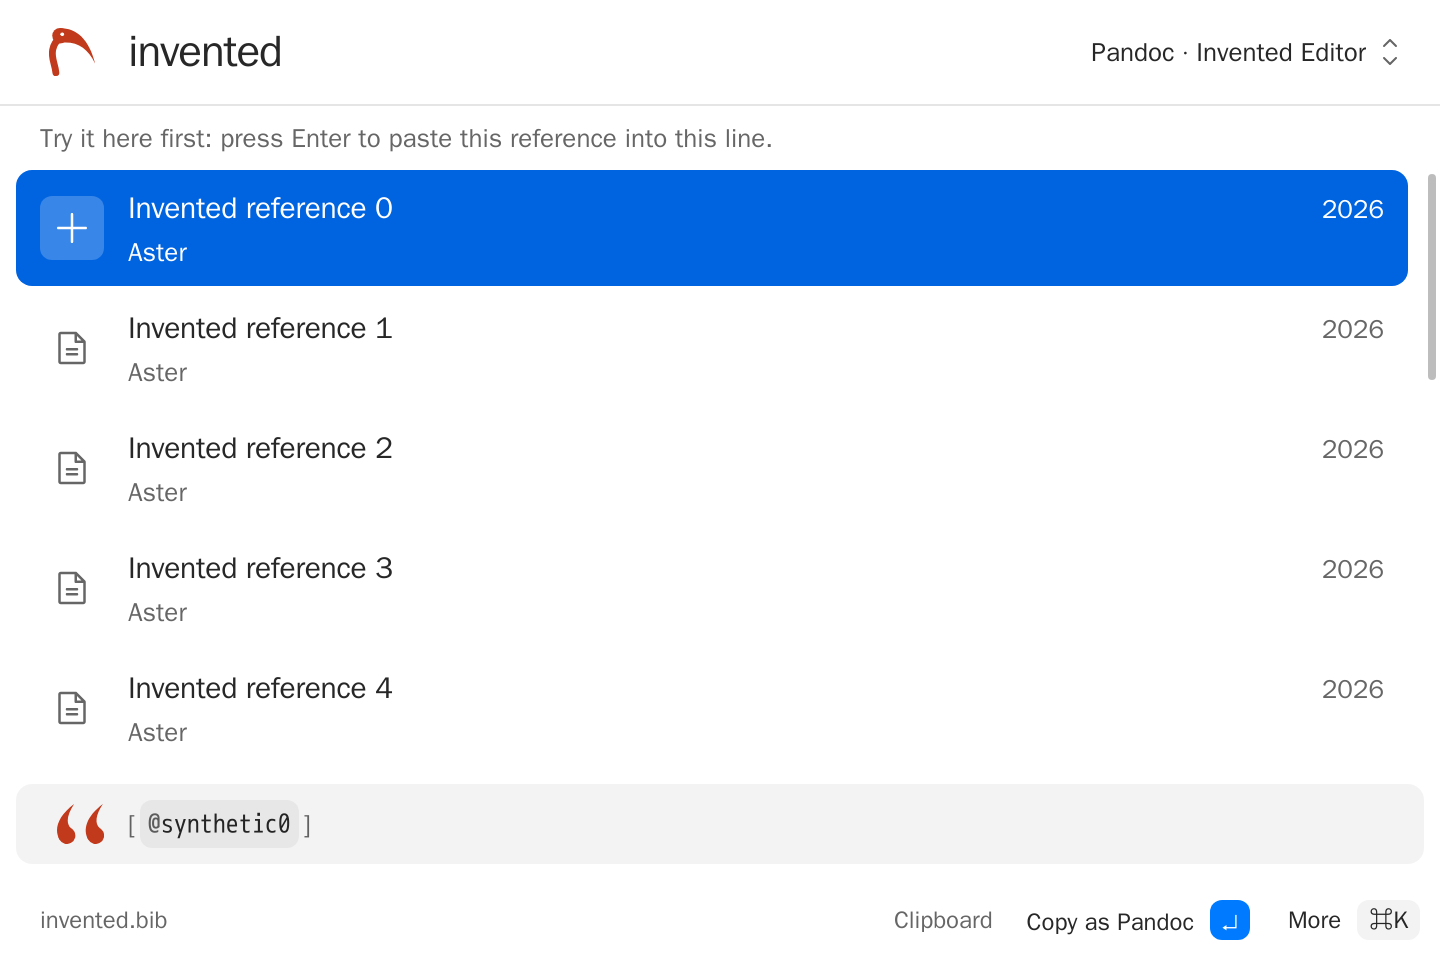 invented
Pandoc · Invented Editor
Try it here first: press Enter to paste this reference into this line.
Invented reference 0
2026
Aster
Invented reference 1
2026
Aster
Invented reference 2
2026
Aster
Invented reference 3
2026
Aster
Invented reference 4
2026
Aster
[ @synthetic0 ]
invented.bib
Clipboard
Copy as Pandoc
More ⌘K